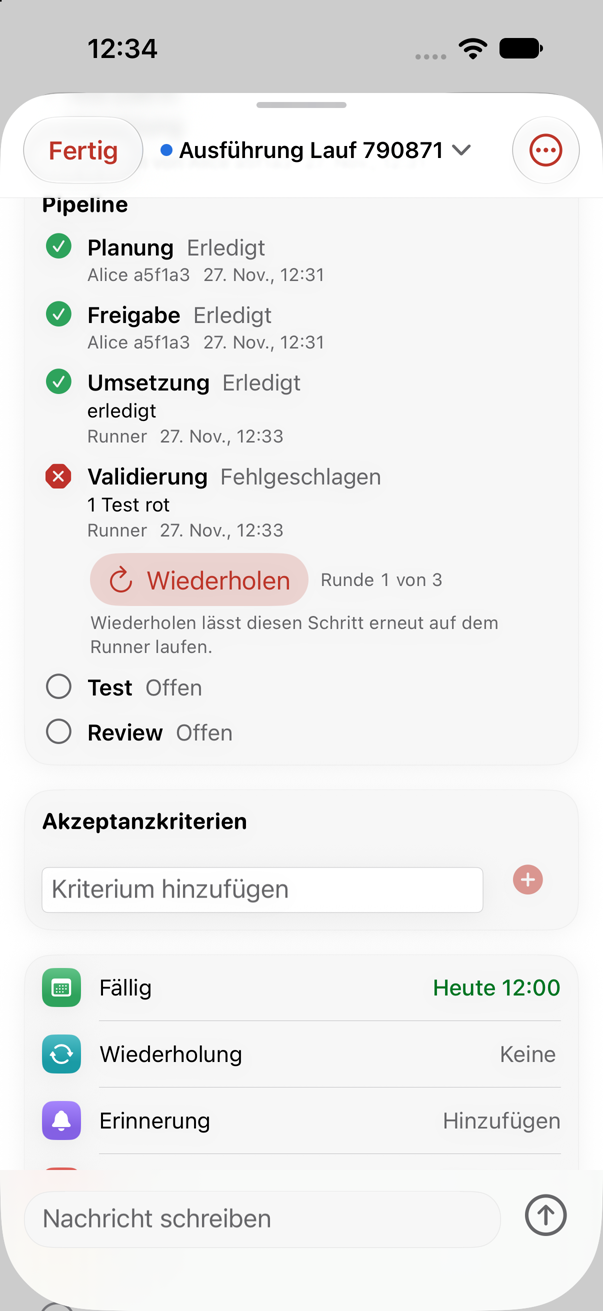 12:34
Fertig
Ausführung Lauf 790871
Pipeline
Planung Erledigt
Alice a5f1a3 27. Nov., 12:31
Freigabe Erledigt
Alice a5f1a3 27. Nov., 12:31
Umsetzung Erledigt
erledigt
Runner 27. Nov., 12:33
Validierung Fehlgeschlagen
1 Test rot
Runner 27. Nov., 12:33
Wiederholen Runde 1 von 3
Wiederholen lässt diesen Schritt erneut auf dem
Runner laufen.
Test Offen
Review Offen
Akzeptanzkriterien
Kriterium hinzufügen
Fällig Heute 12:00
Wiederholung Keine
Erinnerung Hinzufügen
Nachricht schreiben